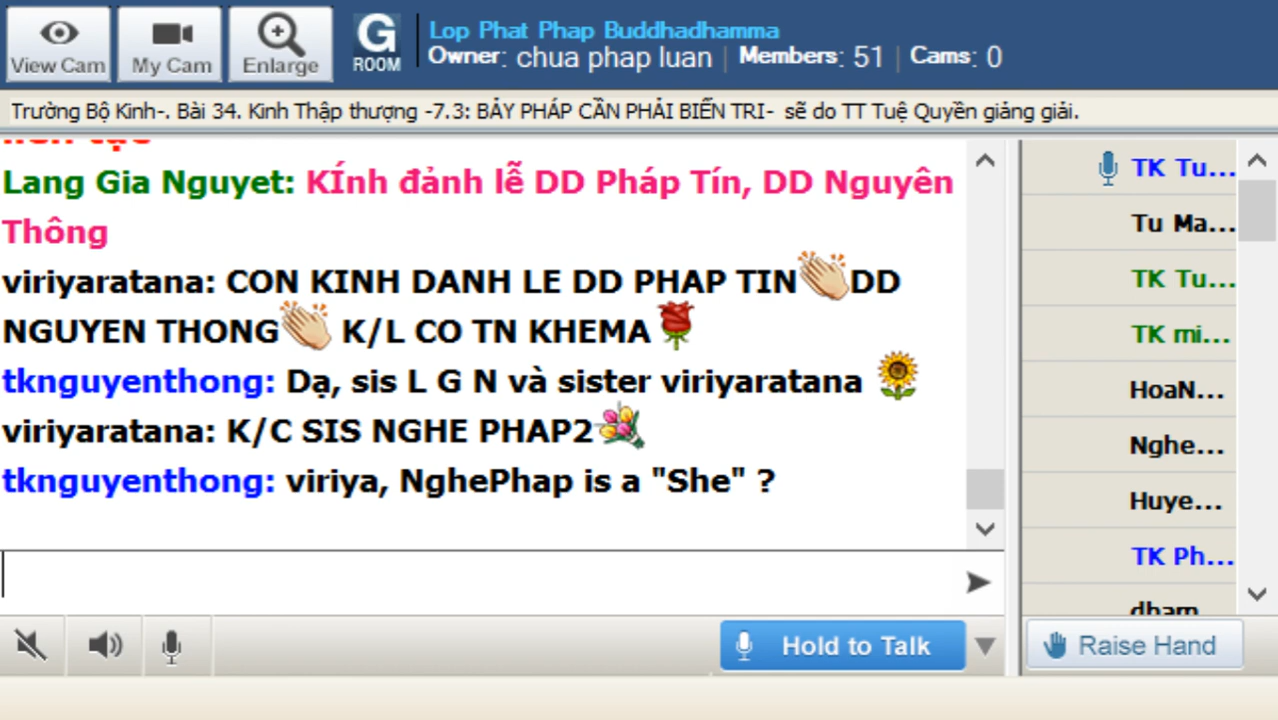 View Cam
My Cam
Enlarge
G
ROOM
Lop Phat Phap Buddhadhamma
Owner: chua phap luan | Members: 51 | Cams: 0
Trường Bộ Kinh-. Bài 34. Kinh Thập thượng -7.3: BẢY PHÁP CẦN PHẢI BIẾN TRI- sẽ do TT Tuệ Quyền giảng giải.
liên tục
Lang Gia Nguyet: KÍnh đảnh lễ DD Pháp Tín, DD Nguyên
Thông
viriyaratana: CON KINH DANH LE DD PHAP TIN DD
NGUYEN THONG K/L CO TN KHEMA
tknguyenthong: Dạ, sis L G N và sister viriyaratana
viriyaratana: K/C SIS NGHE PHAP2
tknguyenthong: viriya, NghePhap is a "She" ?
TK Tu...
Tu Ma...
TK Tu...
TK mi...
HoaN...
Nghe...
Huye...
TK Ph...
dham
Hold to Talk
Raise Hand